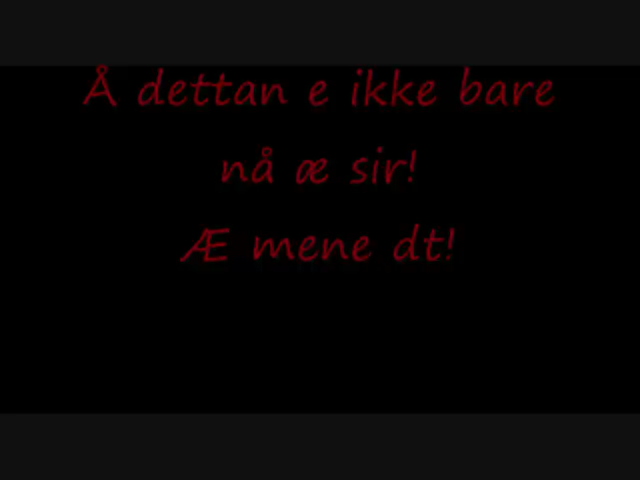 Å dettan e ikke bare
nå æ sir!
Æ mene dt!